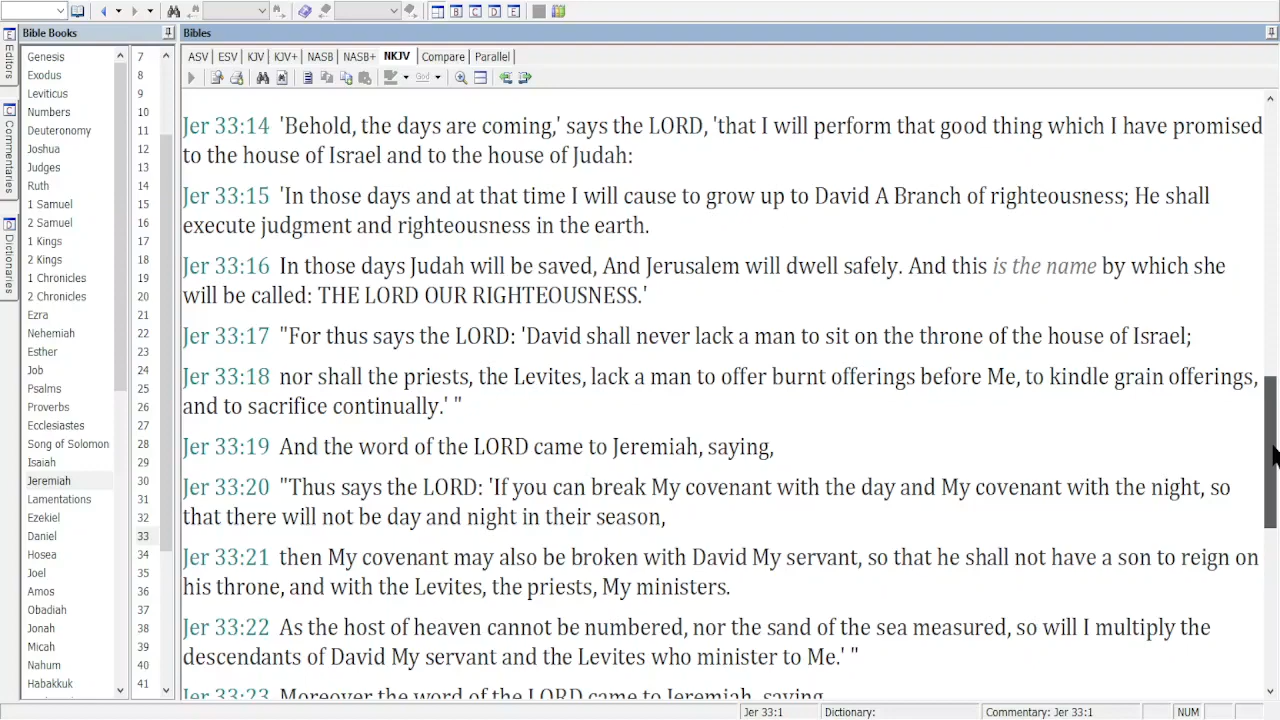 Bible Books
Bibles
ASV ESV KJV KJV+ NASB NASB+ NKJV Compare Parallel
Editors
Commentaries
Dictionaries
Genesis 7
Exodus 8
Leviticus 9
Numbers 10
Deuteronomy 11
Joshua 12
Judges 13
Ruth 14
1 Samuel 15
2 Samuel 16
1 Kings 17
2 Kings 18
1 Chronicles 19
2 Chronicles 20
Ezra 21
Nehemiah 22
Esther 23
Job 24
Psalms 25
Proverbs 26
Ecclesiastes 27
Song of Solomon 28
Isaiah 29
Jeremiah 30
Lamentations 31
Ezekiel 32
Daniel 33
Hosea 34
Joel 35
Amos 36
Obadiah 37
Jonah 38
Micah 39
Nahum 40
Habakkuk 41
Jer 33:14 'Behold, the days are coming,' says the LORD, 'that I will perform that good thing which I have promised
to the house of Israel and to the house of Judah:
Jer 33:15 'In those days and at that time I will cause to grow up to David A Branch of righteousness; He shall
execute judgment and righteousness in the earth.
Jer 33:16 In those days Judah will be saved, And Jerusalem will dwell safely. And this is the name by which she
will be called: THE LORD OUR RIGHTEOUSNESS.'
Jer 33:17 "For thus says the LORD: 'David shall never lack a man to sit on the throne of the house of Israel;
Jer 33:18 nor shall the priests, the Levites, lack a man to offer burnt offerings before Me, to kindle grain offerings,
and to sacrifice continually.' "
Jer 33:19 And the word of the LORD came to Jeremiah, saying,
Jer 33:20 "Thus says the LORD: 'If you can break My covenant with the day and My covenant with the night, so
that there will not be day and night in their season,
Jer 33:21 then My covenant may also be broken with David My servant, so that he shall not have a son to reign on
his throne, and with the Levites, the priests, My ministers.
Jer 33:22 As the host of heaven cannot be numbered, nor the sand of the sea measured, so will I multiply the
descendants of David My servant and the Levites who minister to Me.' "
Jer 33:23 Moreover the word of the LORD came to Jeremiah, saying,
Jer 33:1 Dictionary: Commentary: Jer 33:1 NUM